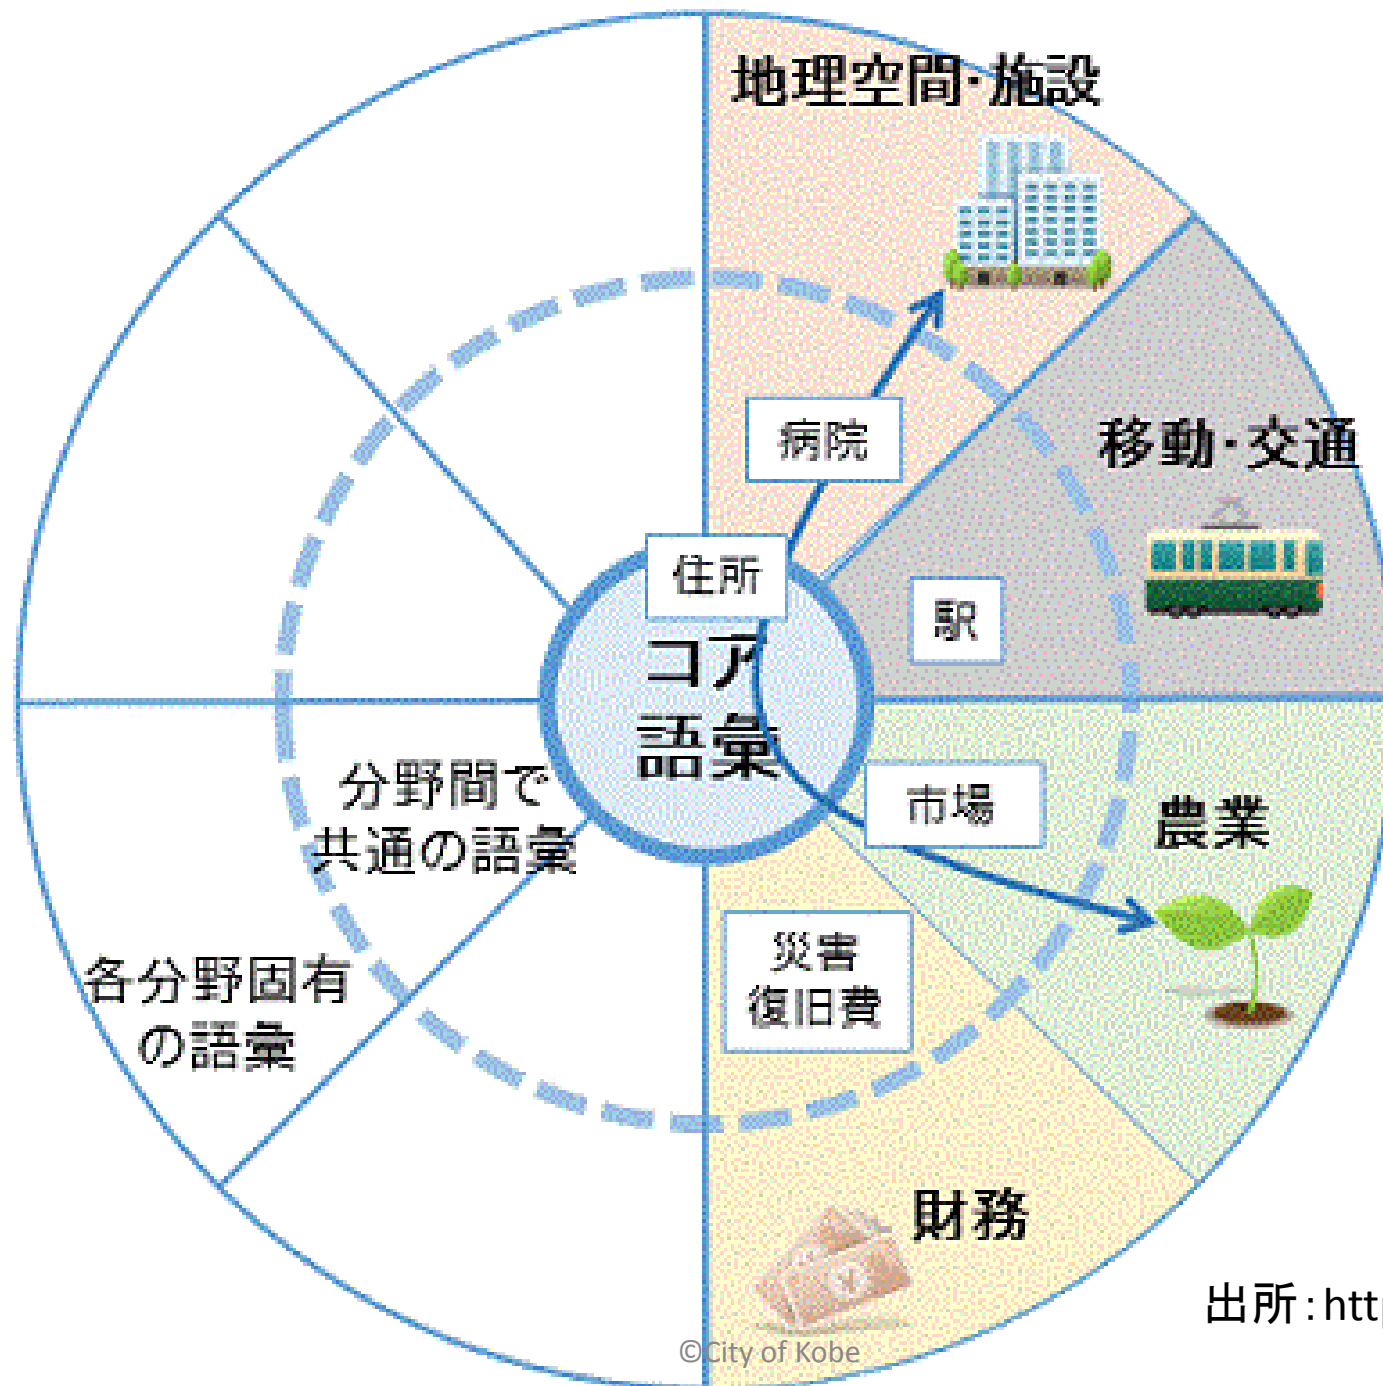 地理空間・施設
病院
移動・交通
住所
駅
コア
語彙
分野間で
共通の語彙
市場
農業
災害
復旧費
各分野固有
の語彙
財務
¥
出所：http
©City of Kobe